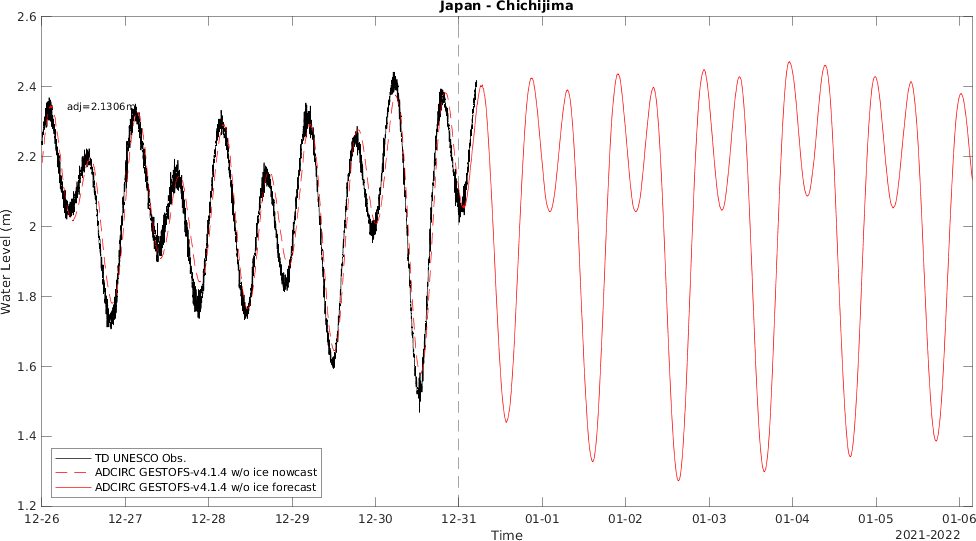 Japan - Chichijima
2.6
2.4
2.2
2
1.8
1.6
1.4
1.2
Water Level (m)
adj=2.1306m
TD UNESCO Obs.
ADCIRC GESTOFS-v4.1.4 w/o ice nowcast
ADCIRC GESTOFS-v4.1.4 w/o ice forecast
12-26 12-27 12-28 12-29 12-30 12-31 01-01 01-02 01-03 01-04 01-05 01-06
Time
2021-2022